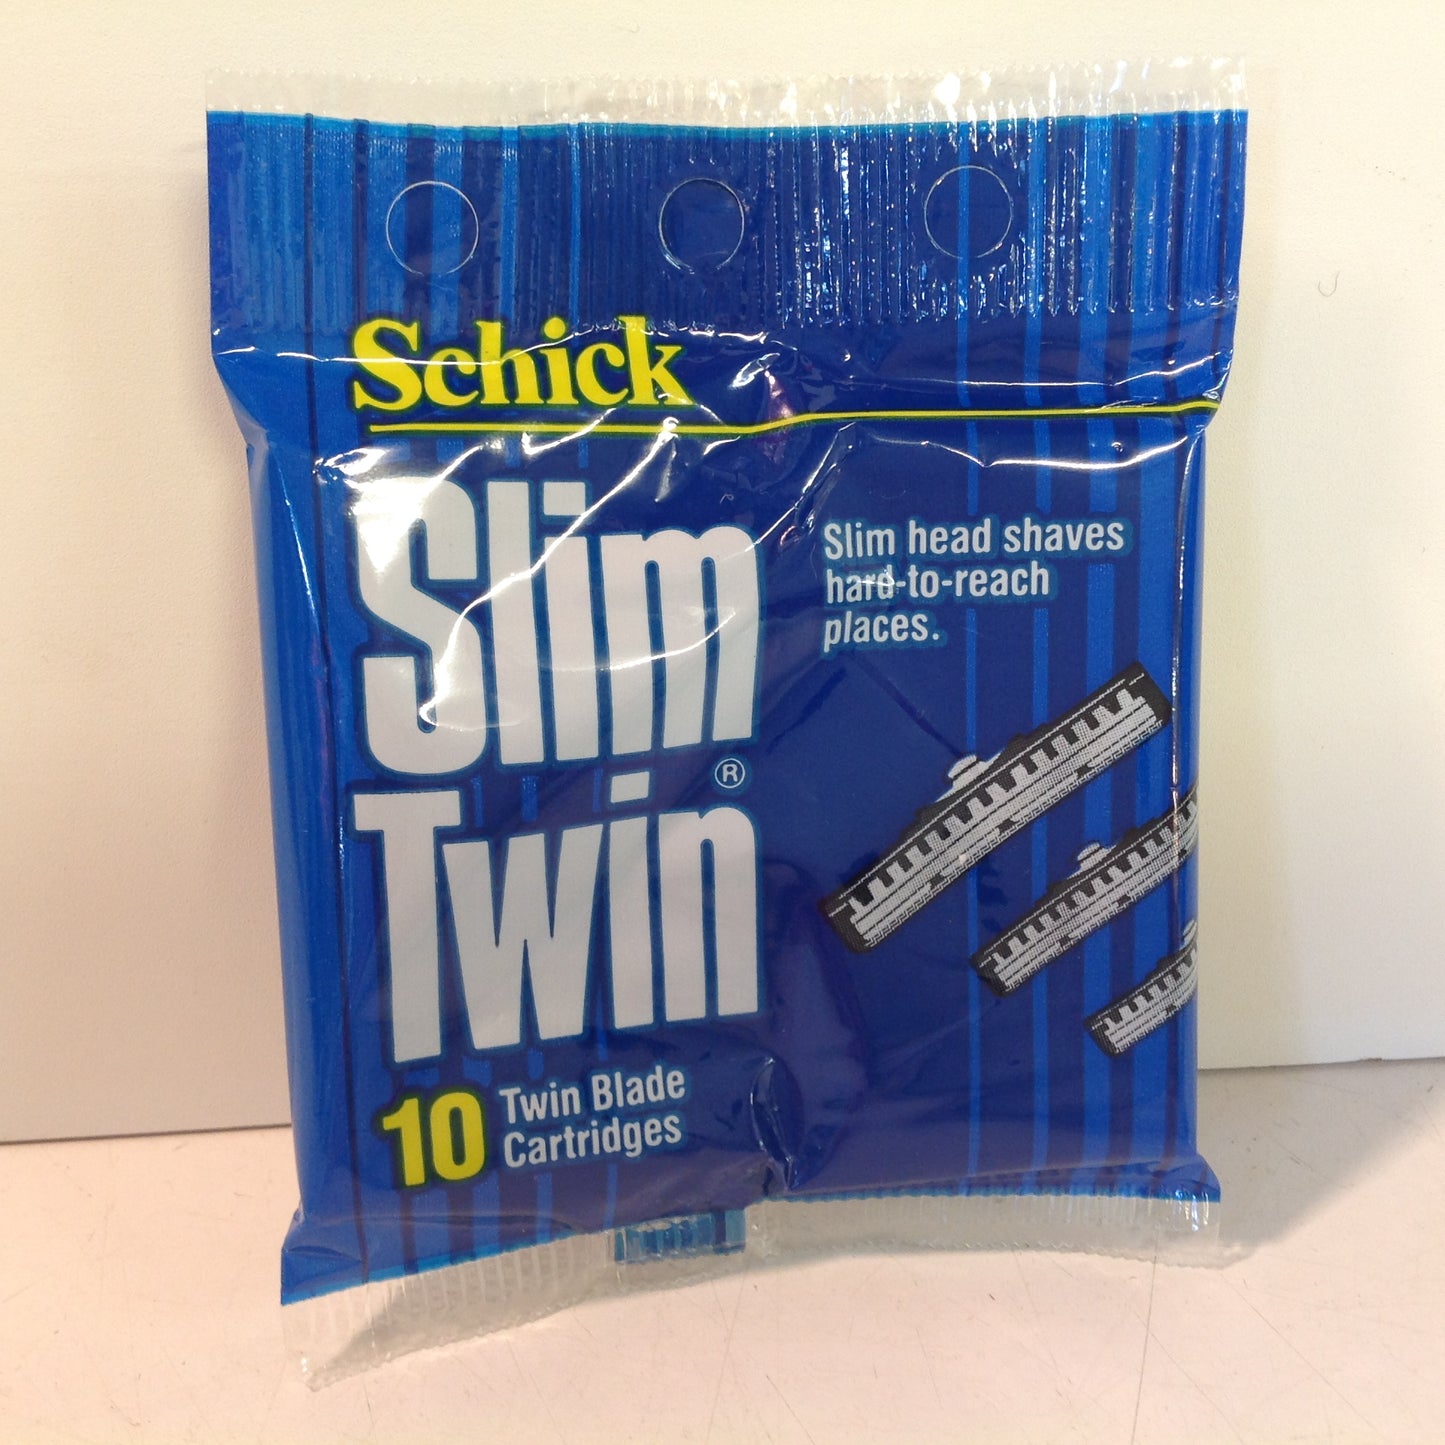 Schick
Slim
Twin®
Slim head shaves
hard-to-reach
places.
10 Twin Blade
Cartridges